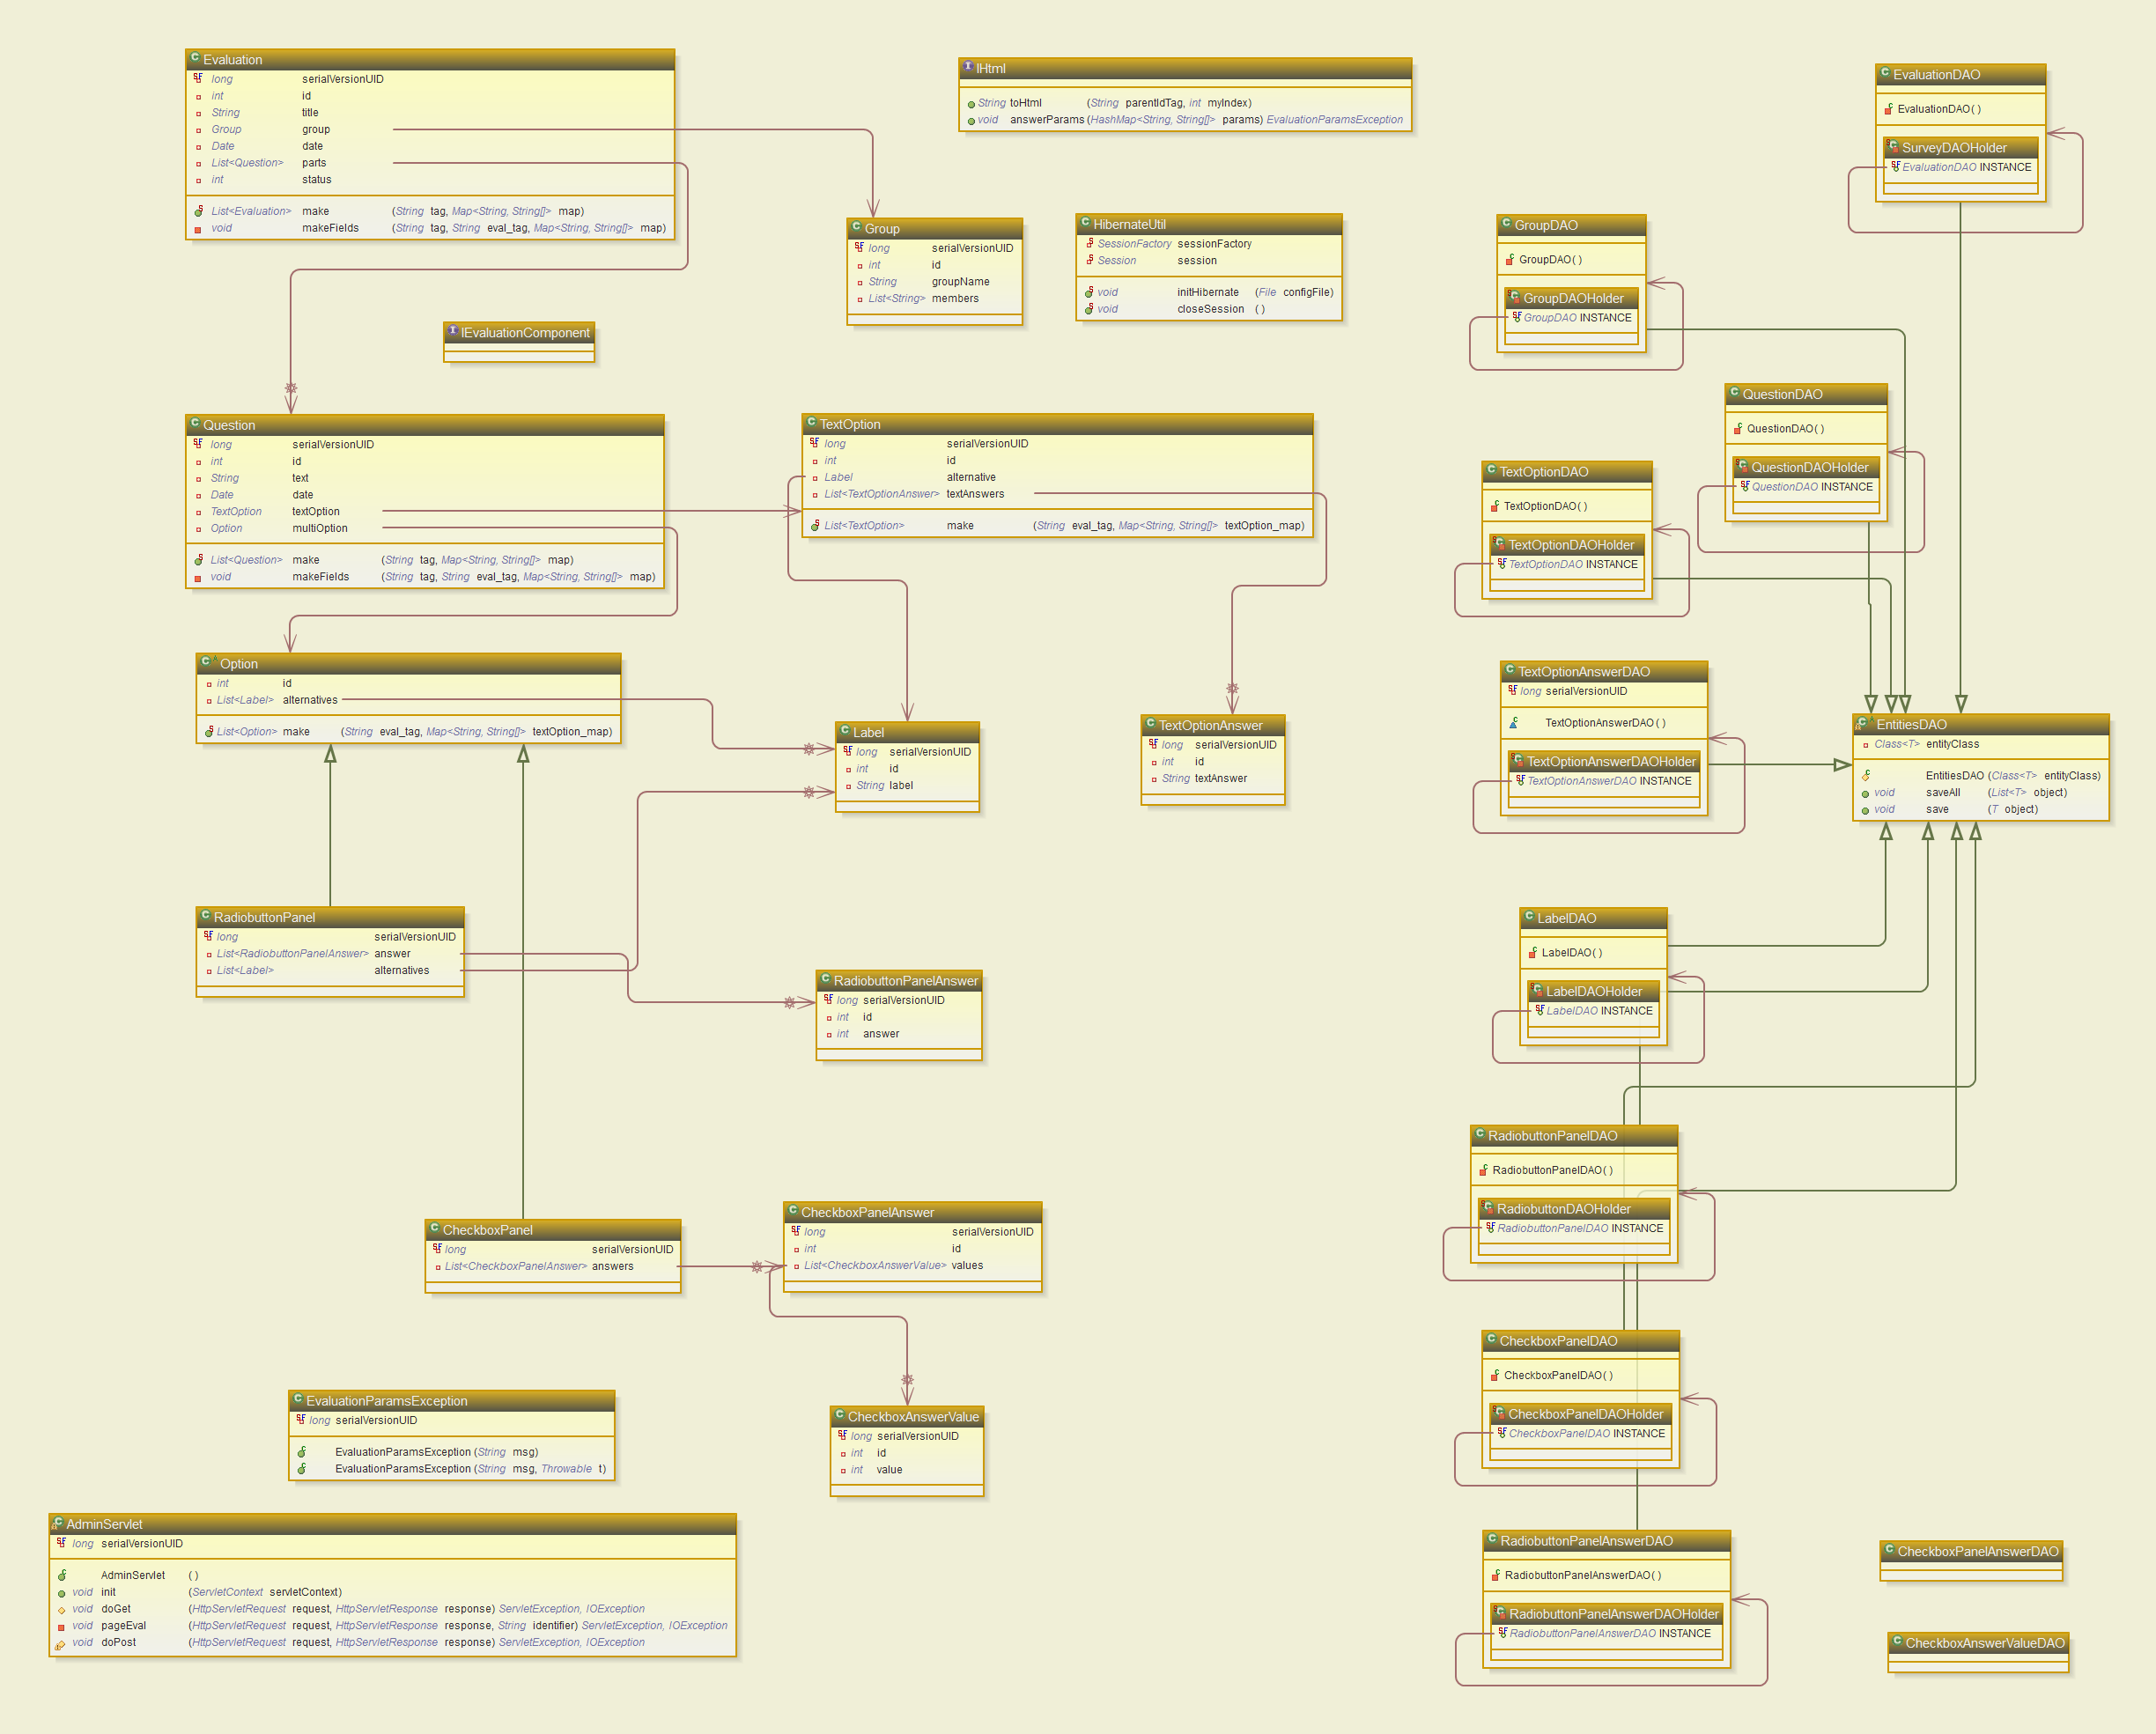 Evaluation
long serialVersionUID
int id
String title
Group group
Date date
List<Question> parts
int status
List<Evaluation> make (String tag, Map<String, String[]> map)
void makeFields (String tag, String eval_tag, Map<String, String[]> map)
IHtml
String toHtml (String parentIdTag, int myIndex)
void answerParams (HashMap<String, String[]> params) EvaluationParamsException
EvaluationDAO
EvaluationDAO ( )
SurveyDAOHolder
EvaluationDAO INSTANCE
Group
long serialVersionUID
int id
String groupName
List<String> members
HibernateUtil
SessionFactory sessionFactory
Session session
void initHibernate (File configFile)
void closeSession ( )
GroupDAO
GroupDAO ( )
GroupDAOHolder
GroupDAO INSTANCE
IEvaluationComponent
QuestionDAO
QuestionDAO ( )
QuestionDAOHolder
QuestionDAO INSTANCE
Question
long serialVersionUID
int id
String text
Date date
TextOption textOption
Option multiOption
List<Question> make (String tag, Map<String, String[]> map)
void makeFields (String tag, String eval_tag, Map<String, String[]> map)
TextOption
long serialVersionUID
int id
Label alternative
List<TextOptionAnswer> textAnswers
List<TextOption> make (String eval_tag, Map<String, String[]> textOption_map)
TextOptionDAO
TextOptionDAO ( )
TextOptionDAOHolder
TextOptionDAO INSTANCE
Option
int id
List<Label> alternatives
List<Option> make (String eval_tag, Map<String, String[]> textOption_map)
Label
long serialVersionUID
int id
String label
TextOptionAnswer
long serialVersionUID
int id
String textAnswer
TextOptionAnswerDAO
long serialVersionUID
TextOptionAnswerDAO ( )
TextOptionAnswerDAOHolder
TextOptionAnswerDAO INSTANCE
EntitiesDAO
Class<T> entityClass
EntitiesDAO (Class<T> entityClass)
void saveAll (List<T> object)
void save (T object)
RadiobuttonPanel
long serialVersionUID
List<RadiobuttonPanelAnswer> answer
List<Label> alternatives
LabelDAO
LabelDAO ( )
LabelDAOHolder
LabelDAO INSTANCE
RadiobuttonPanelAnswer
long serialVersionUID
int id
int answer
RadiobuttonPanelDAO
RadiobuttonPanelDAO ( )
RadiobuttonDAOHolder
RadiobuttonPanelDAO INSTANCE
CheckboxPanel
long serialVersionUID
List<CheckboxPanelAnswer> answers
CheckboxPanelAnswer
long serialVersionUID
int id
List<CheckboxAnswerValue> values
CheckboxPanelDAO
CheckboxPanelDAO ( )
CheckboxPanelDAOHolder
CheckboxPanelDAO INSTANCE
EvaluationParamsException
long serialVersionUID
EvaluationParamsException (String msg)
EvaluationParamsException (String msg, Throwable t)
CheckboxAnswerValue
long serialVersionUID
int id
int value
AdminServlet
long serialVersionUID
AdminServlet ( )
void init (ServletContext servletContext)
void doGet (HttpServletRequest request, HttpServletResponse response) ServletException, IOException
void pageEval (HttpServletRequest request, HttpServletResponse response, String identifier) ServletException, IOException
void doPost (HttpServletRequest request, HttpServletResponse response) ServletException, IOException
RadiobuttonPanelAnswerDAO
RadiobuttonPanelAnswerDAO ( )
RadiobuttonPanelAnswerDAOHolder
RadiobuttonPanelAnswerDAO INSTANCE
CheckboxPanelAnswerDAO
CheckboxAnswerValueDAO